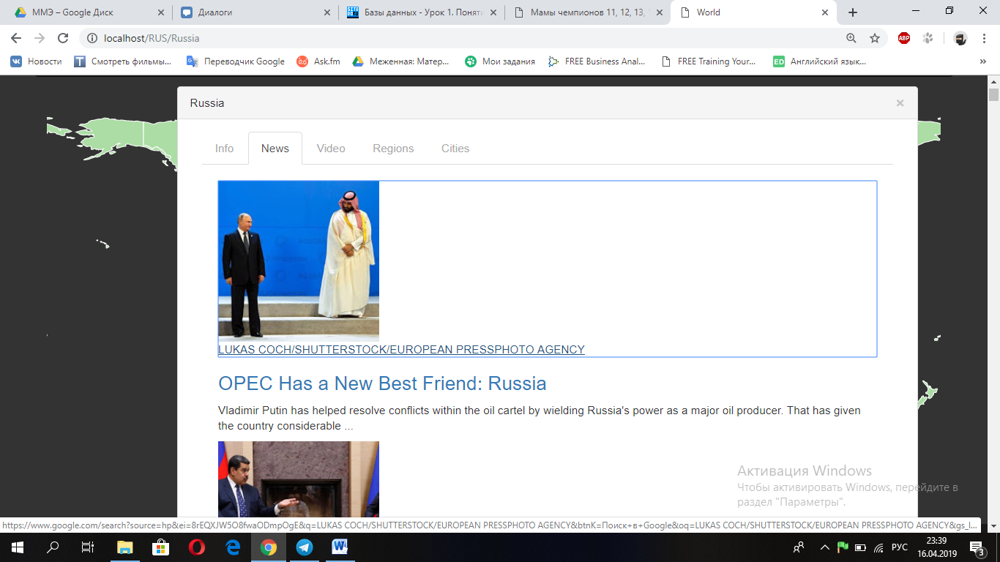 ММЭ – Google Диск
Диалоги
Базы данных - Урок 1. Поняти
Мамы чемпионов 11, 12, 13,
World
localhost/RUS/Russia
ABP
Новости
Смотреть фильмы...
Переводчик Google
Ask.fm
Меженная: Матер...
Мои задания
FREE Business Anal...
FREE Training Your...
ED Английский язык...
»
Russia
×
Info
News
Video
Regions
Cities
LUKAS COCH/SHUTTERSTOCK/EUROPEAN PRESSPHOTO AGENCY
OPEC Has a New Best Friend: Russia
Vladimir Putin has helped resolve conflicts within the oil cartel by wielding Russia's power as a major oil producer. That has given
the country considerable ...
Активация Windows
Чтобы активировать Windows, перейдите в
раздел "Параметры".
https://www.google.com/search?source=hp&ei=8rEQXJW5O8fwaODmpOgE&q=LUKAS COCH/SHUTTERSTOCK/EUROPEAN PRESSPHOTO AGENCY&btnK=Поиск+в+Google&oq=LUKAS COCH/SHUTTERSTOCK/EUROPEAN PRESSPHOTO AGENCY&gs_l...
РУС
23:39
16.04.2019
3